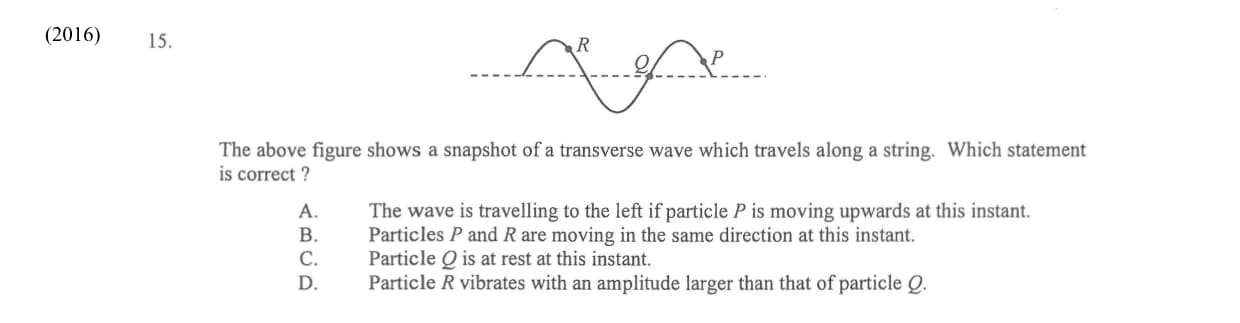 (2016)
15.
R
Q
P
The above figure shows a snapshot of a transverse wave which travels along a string. Which statement
is correct ?
A. The wave is travelling to the left if particle P is moving upwards at this instant.
B. Particles P and R are moving in the same direction at this instant.
C. Particle Q is at rest at this instant.
D. Particle R vibrates with an amplitude larger than that of particle Q.